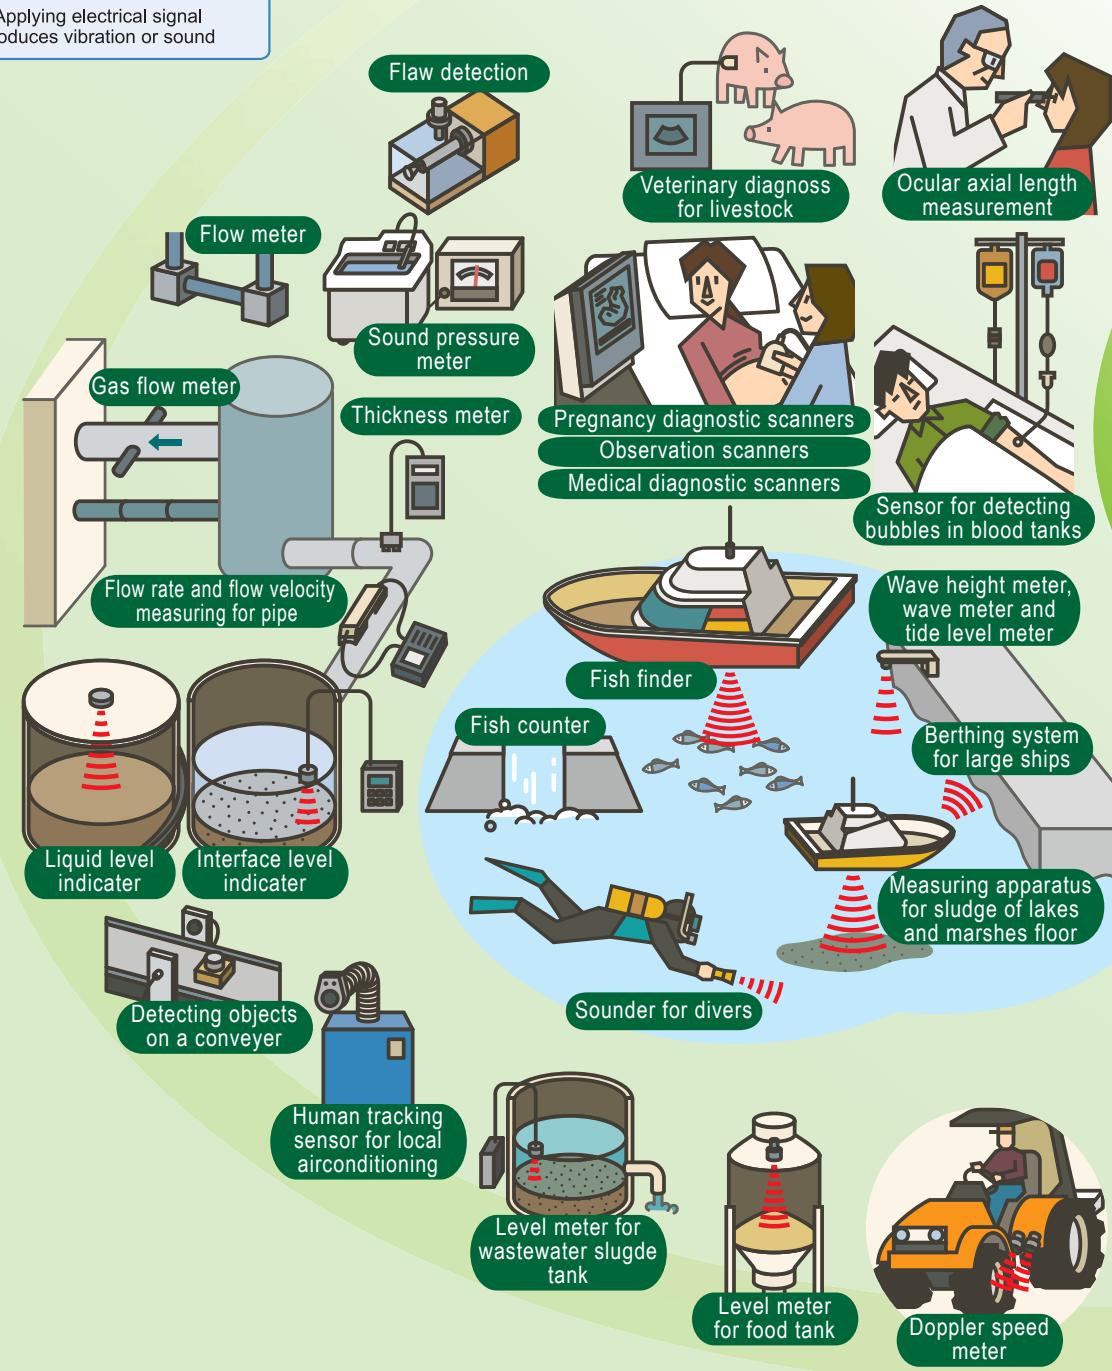 Applying electrical signal
oduces vibration or sound
Flaw detection
Veterinary diagnoss
for livestock
Ocular axial length
measurement
Flow meter
Sound pressure
meter
Gas flow meter
Thickness meter
Pregnancy diagnostic scanners
Observation scanners
Medical diagnostic scanners
Sensor for detecting
bubbles in blood tanks
Flow rate and flow velocity
measuring for pipe
Wave height meter,
wave meter and
tide level meter
Fish finder
Fish counter
Berthing system
for large ships
Liquid level
indicater
Interface level
indicater
Measuring apparatus
for sludge of lakes
and marshes floor
Sounder for divers
Detecting objects
on a conveyer
Human tracking
sensor for local
airconditioning
Level meter for
wastewater slugde
tank
Level meter
for food tank
Doppler speed
meter